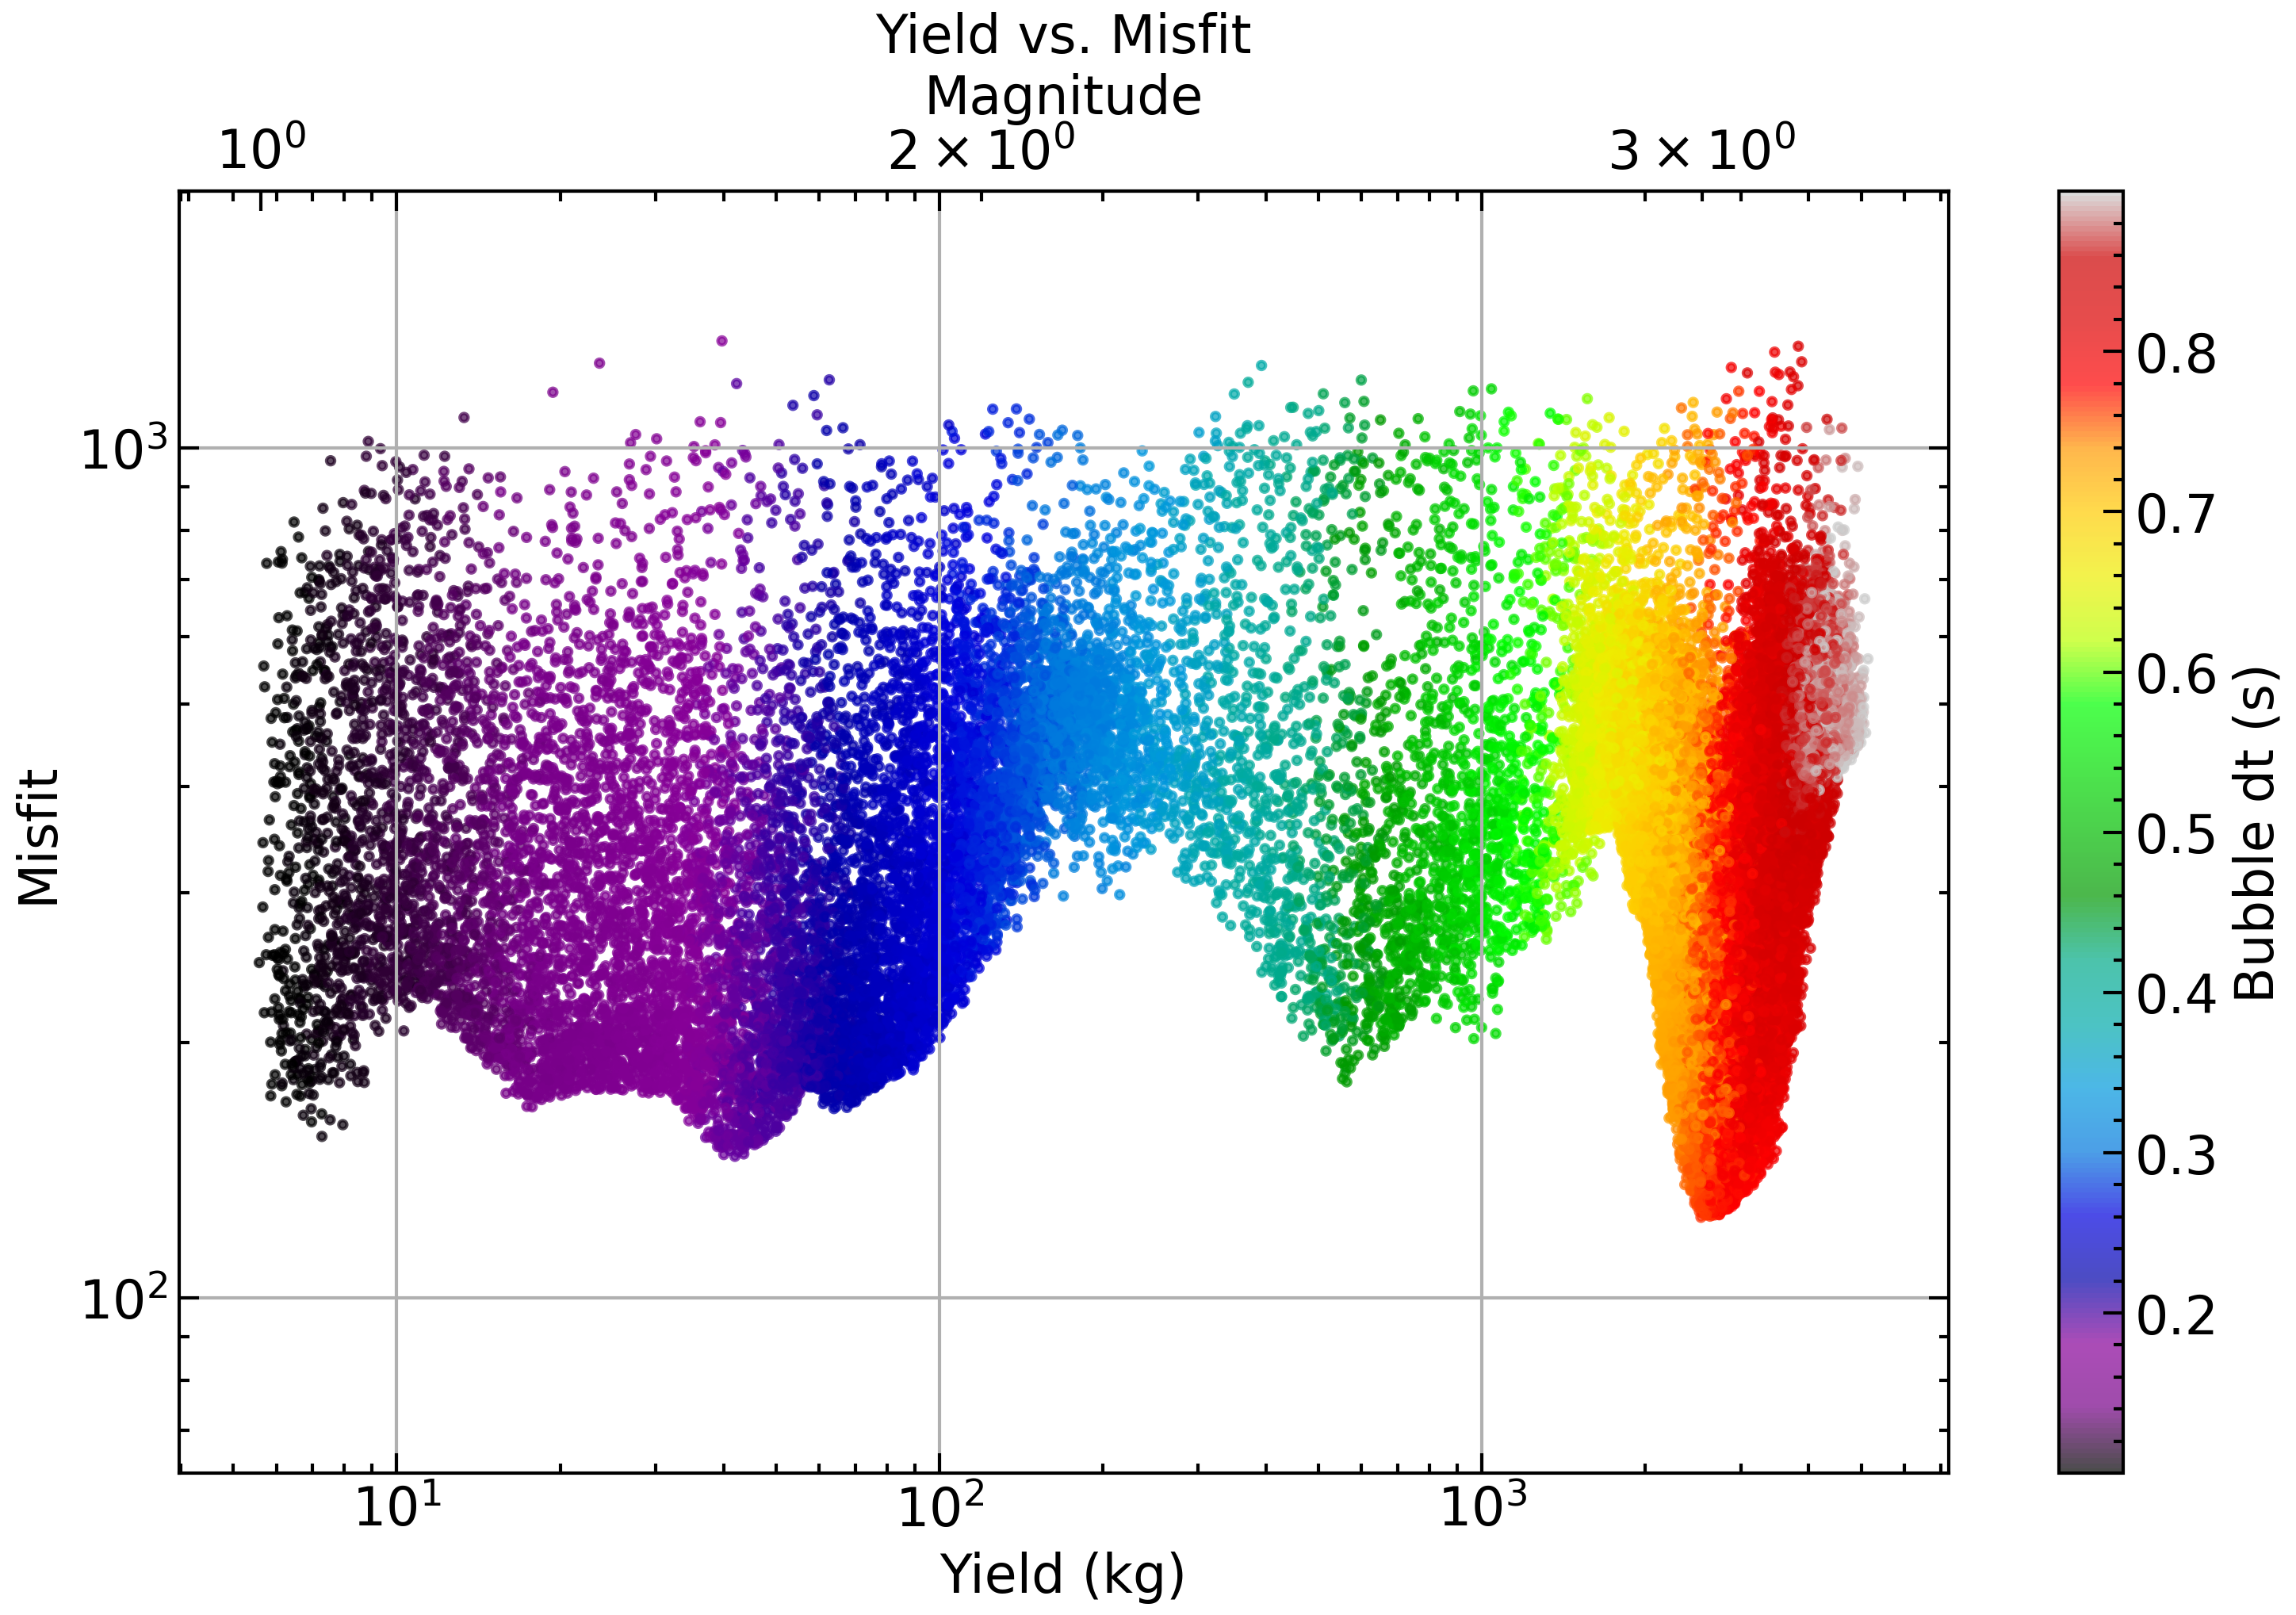 Yield vs. Misfit
Magnitude
10⁰ 2 × 10⁰ 3 × 10⁰
10³
10²
Misfit
10¹ 10² 10³
Yield (kg)
0.8
0.7
0.6
0.5
0.4
0.3
0.2
Bubble dt (s)